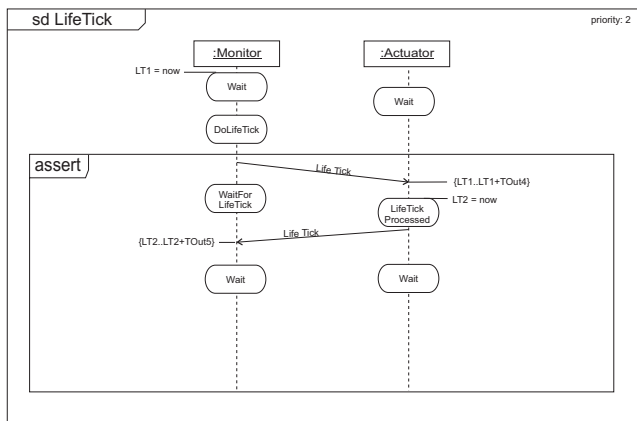 sd LifeTick
priority: 2
:Monitor
:Actuator
LT1 = now
Wait
Wait
DoLifeTick
assert
Life Tick
{LT1..LT1+TOut4}
WaitFor
LifeTick
LT2 = now
LifeTick
Processed
Life Tick
{LT2..LT2+TOut5}
Wait
Wait